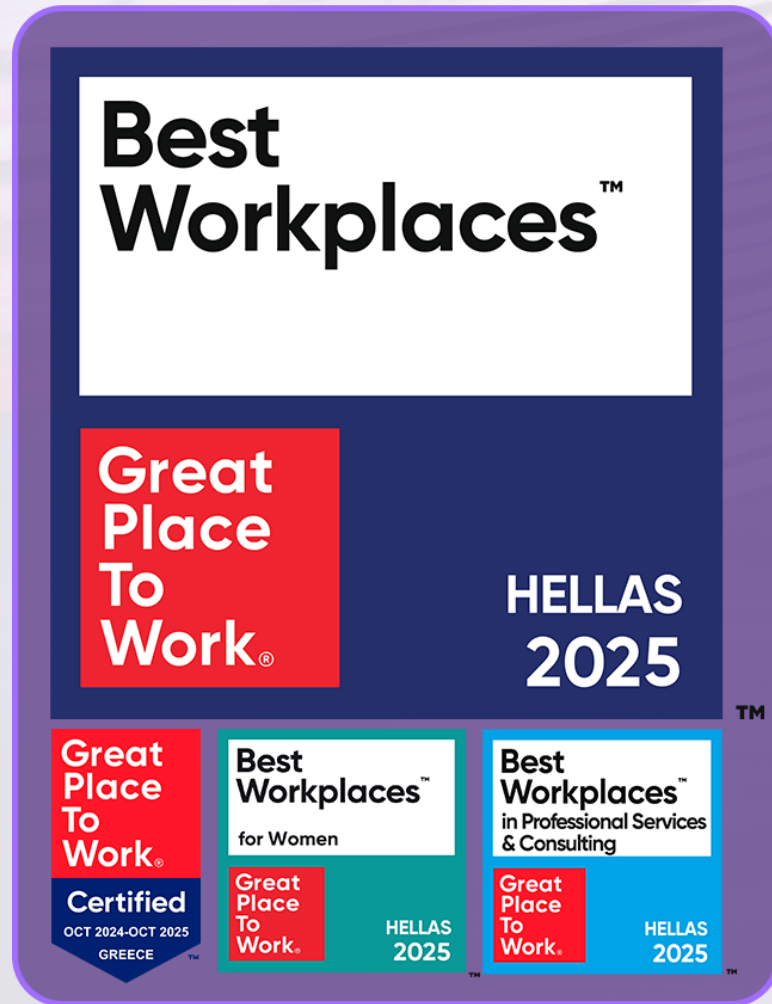 Best
Workplaces™
Great
Place
To
Work®
HELLAS
2025
™
Great
Place
To
Work®
Certified
OCT 2024-OCT 2025
GREECE
™
Best
Workplaces™
for Women
Great
Place
To
Work®
HELLAS
2025
™
Best
Workplaces™
in Professional Services
& Consulting
Great
Place
To
Work®
HELLAS
2025
™